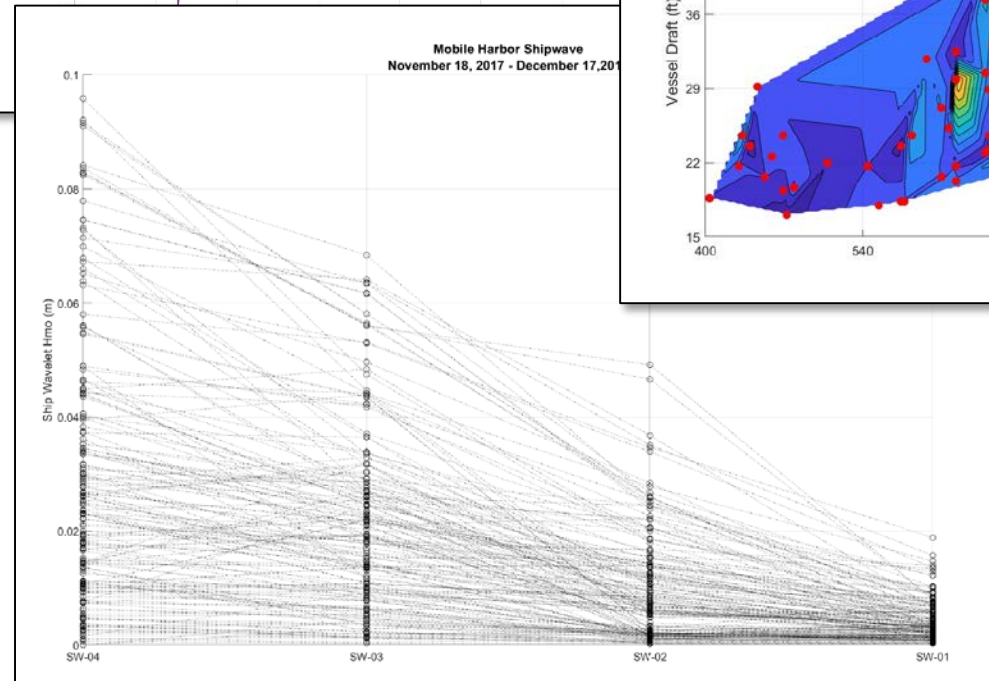 Mobile Harbor Shipwave
November 18, 2017 - December 17,201
0.1
0.08
0.06
0.04
0.02
0
Ship Wavelet Hmo (m)
SW-04
SW-03
SW-02
SW-01
Vessel Draft (ft)
36
29
22
15
400
540